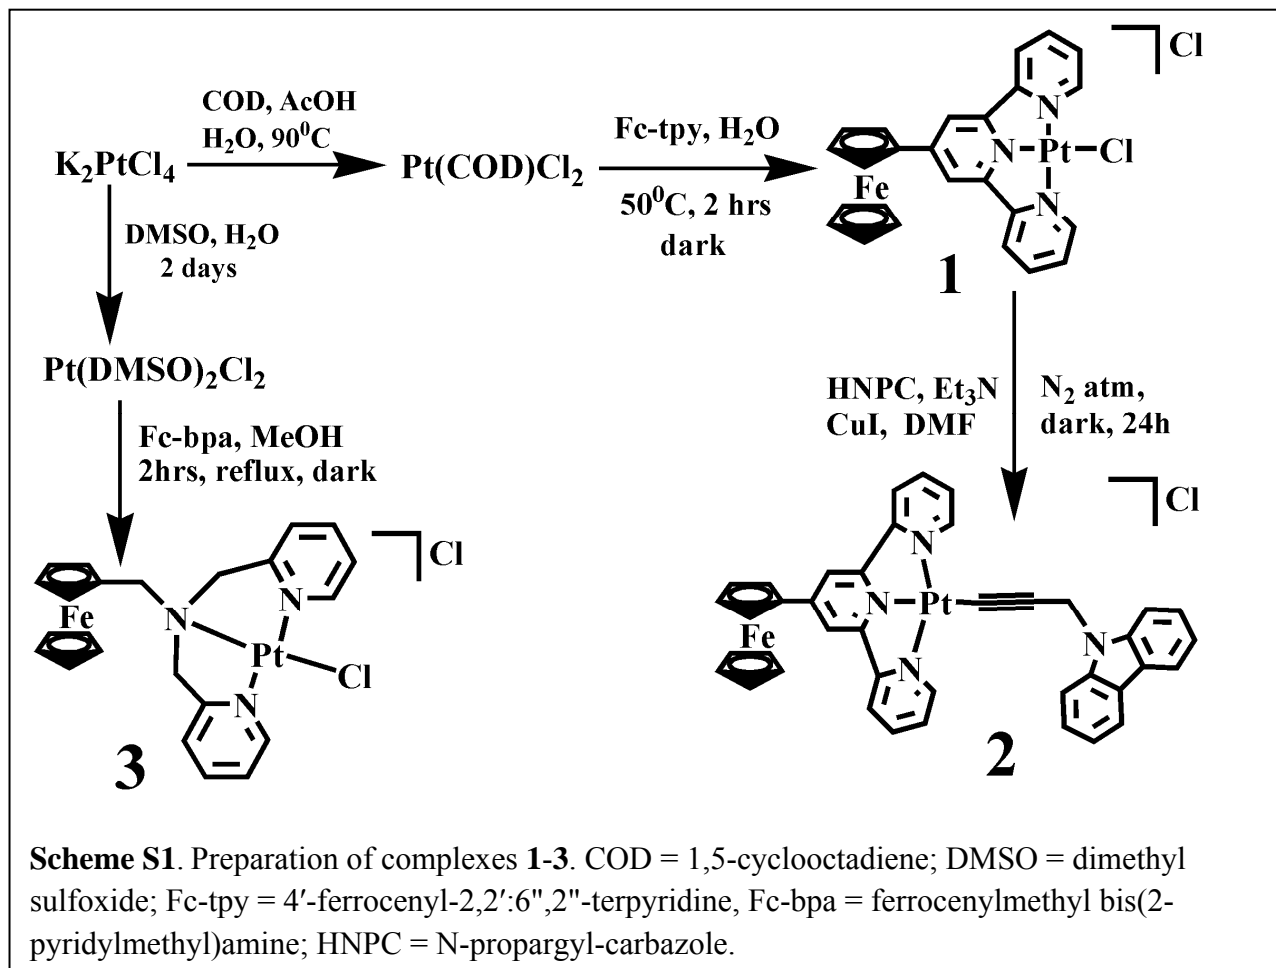 COD, AcOH
H₂O, 90⁰C
K₂PtCl₄
Pt(COD)Cl₂
Fc-tpy, H₂O
50⁰C, 2 hrs
dark
Cl
N
N
Pt
Cl
N
Fe
1
DMSO, H₂O
2 days
Pt(DMSO)₂Cl₂
Fc-bpa, MeOH
2hrs, reflux, dark
HNPC, Et₃N
CuI, DMF
N₂ atm,
dark, 24h
Cl
Fe
N
N
Pt
Cl
N
3
Cl
N
N
Pt
N
Fe
N
2
Scheme S1. Preparation of complexes 1-3. COD = 1,5-cyclooctadiene; DMSO = dimethyl
sulfoxide; Fc-tpy = 4′-ferrocenyl-2,2′:6",2"-terpyridine, Fc-bpa = ferrocenylmethyl bis(2-
pyridylmethyl)amine; HNPC = N-propargyl-carbazole.